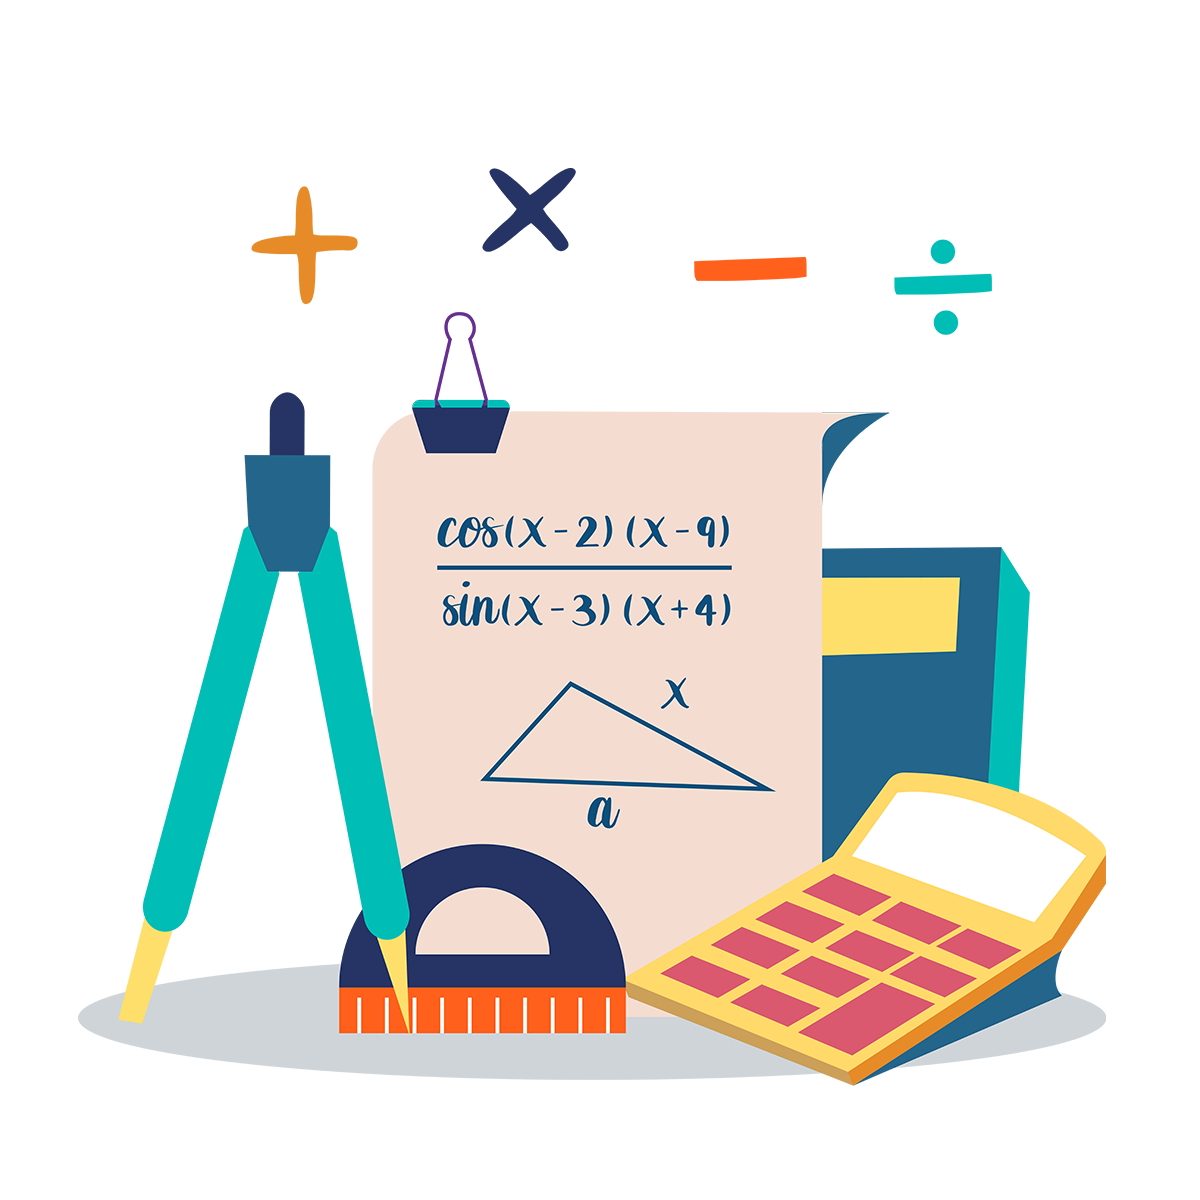 + × − ÷
cos(x-2) (x-9)
sin(x-3) (x+4)
x
a